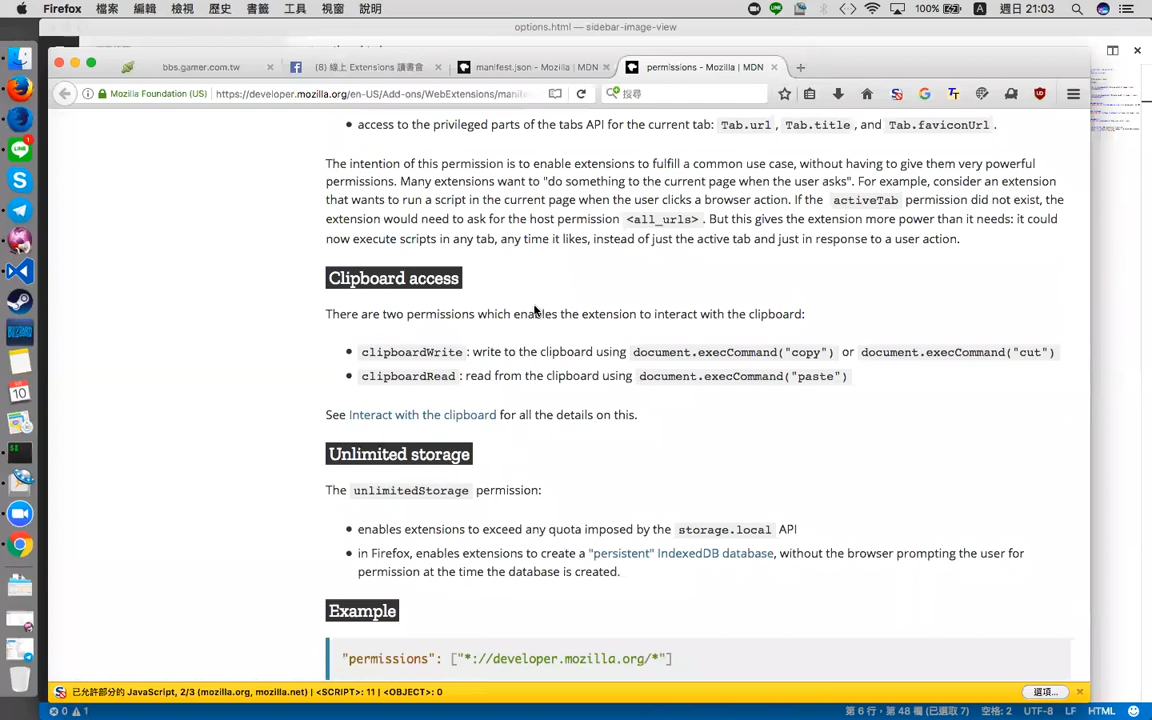 Firefox 檔案 編輯 檢視 歷史 書籤 工具 視窗 說明 100% A 週日 21:03
options.html — sidebar-image-view
bbs.gamer.com.tw (8) 線上 Extensions 讀書會 manifest.json - Mozilla | MDN permissions - Mozilla | MDN
Mozilla Foundation (US) https://developer.mozilla.org/en-US/Add-ons/WebExtensions/manif 搜尋
access to the privileged parts of the tabs API for the current tab: Tab.url, Tab.title, and Tab.faviconUrl.
The intention of this permission is to enable extensions to fulfill a common use case, without having to give them very powerful
permissions. Many extensions want to "do something to the current page when the user asks". For example, consider an extension
that wants to run a script in the current page when the user clicks a browser action. If the activeTab permission did not exist, the
extension would need to ask for the host permission <all_urls>. But this gives the extension more power than it needs: it could
now execute scripts in any tab, any time it likes, instead of just the active tab and just in response to a user action.
Clipboard access
There are two permissions which enables the extension to interact with the clipboard:
clipboardWrite: write to the clipboard using document.execCommand("copy") or document.execCommand("cut")
clipboardRead: read from the clipboard using document.execCommand("paste")
See Interact with the clipboard for all the details on this.
Unlimited storage
The unlimitedStorage permission:
enables extensions to exceed any quota imposed by the storage.local API
in Firefox, enables extensions to create a "persistent" IndexedDB database, without the browser prompting the user for
permission at the time the database is created.
Example
"permissions": ["*://developer.mozilla.org/*"]
已允許部分的 JavaScript, 2/3 (mozilla.org, mozilla.net) | <SCRIPT>: 11 | <OBJECT>: 0 選項...
0 1 第 6 行，第 48 欄 (已選取 7) 空格: 2 UTF-8 LF HTML